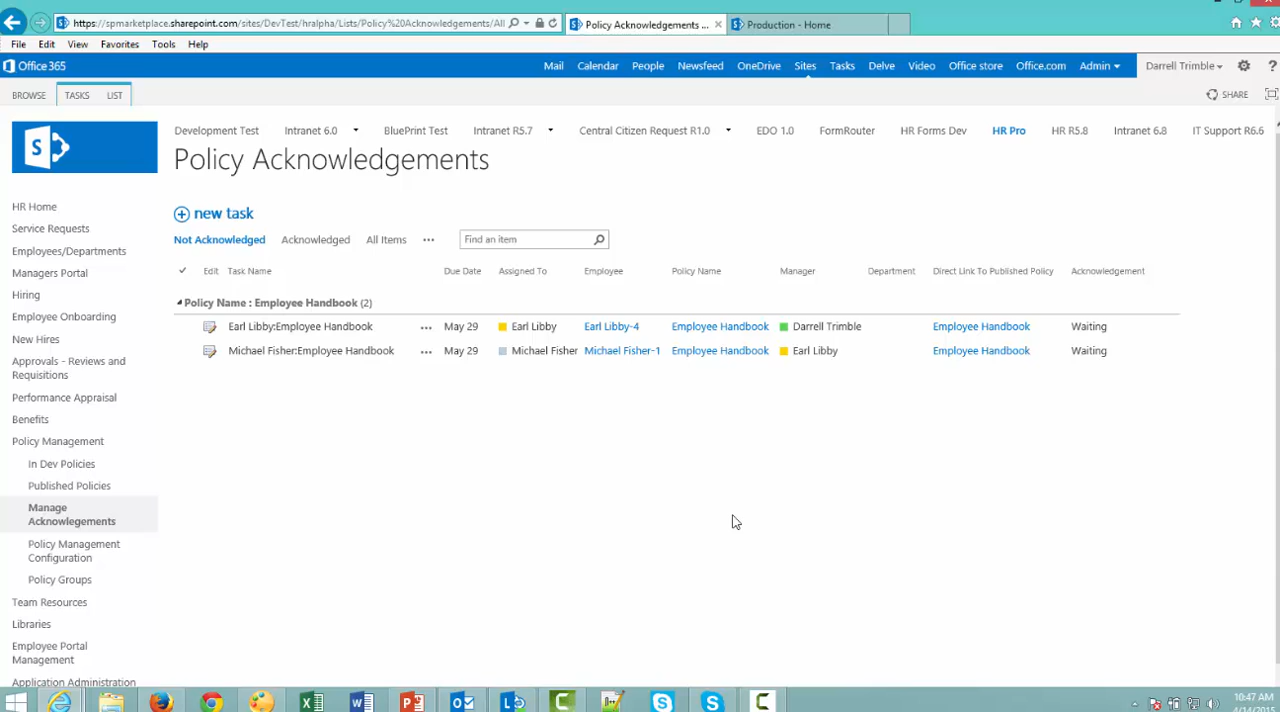 https://spmarketplace.sharepoint.com/sites/DevTest/hralpha/Lists/Policy%20Acknowledgements/All
Policy Acknowledgements ...
Production - Home
File Edit View Favorites Tools Help
Office 365
Mail Calendar People Newsfeed OneDrive Sites Tasks Delve Video Office store Office.com Admin
Darrell Trimble
?
BROWSE TASKS LIST
SHARE
Development Test Intranet 6.0 BluePrint Test Intranet R5.7 Central Citizen Request R1.0 EDO 1.0 FormRouter HR Forms Dev HR Pro HR R5.8 Intranet 6.8 IT Support R6.6
Policy Acknowledgements
HR Home
Service Requests
Employees/Departments
Managers Portal
Hiring
Employee Onboarding
New Hires
Approvals - Reviews and
Requisitions
Performance Appraisal
Benefits
Policy Management
In Dev Policies
Published Policies
Manage
Acknowlegements
Policy Management
Configuration
Policy Groups
Team Resources
Libraries
Employee Portal
Management
Application Administration
new task
Not Acknowledged Acknowledged All Items ... Find an item
Edit Task Name Due Date Assigned To Employee Policy Name Manager Department Direct Link To Published Policy Acknowledgement
Policy Name : Employee Handbook (2)
Earl Libby:Employee Handbook ... May 29 Earl Libby Earl Libby-4 Employee Handbook Darrell Trimble Employee Handbook Waiting
Michael Fisher:Employee Handbook ... May 29 Michael Fisher Michael Fisher-1 Employee Handbook Earl Libby Employee Handbook Waiting
10:47 AM
4/14/2015